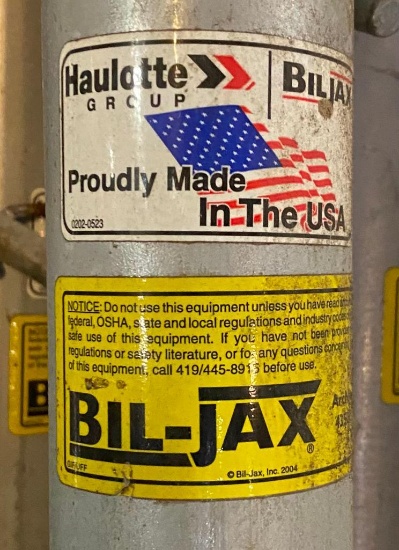 Haulotte
GROUP
BILJAX
Proudly Made
In The USA
0202-0523
NOTICE: Do not use this equipment unless you have read
federal, OSHA, state and local regulations and industry
safe use of this equipment. If you have not been
regulations or safety literature, or for any questions
of this equipment, call 419/445-8915 before use.
BIL-JAX®
© Bil-Jax, Inc. 2004